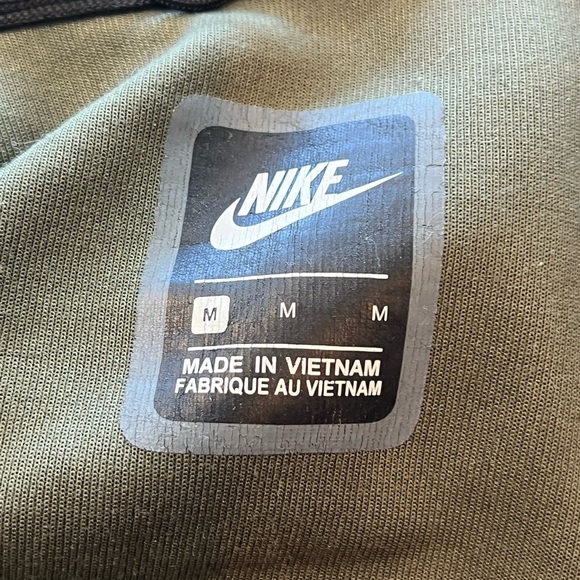 NIKE
M M M
MADE IN VIETNAM
FABRIQUE AU VIETNAM